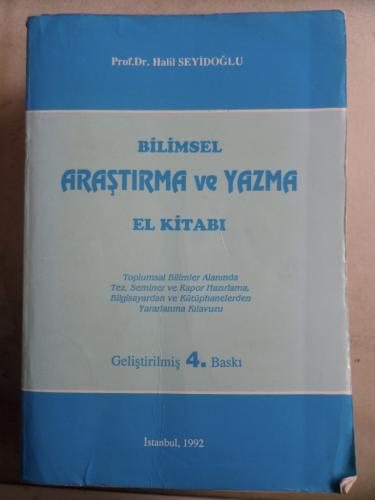 Prof.Dr. Halil SEYİDOĞLU
BİLİMSEL
ARAŞTIRMA ve YAZMA
EL KİTABI
Toplumsal Bilimler Alanında
Tez, Seminer ve Rapor Hazırlama,
Bilgisayardan ve Kütüphanelerden
Yararlanma Kılavuzu
Geliştirilmiş 4. Baskı
İstanbul, 1992